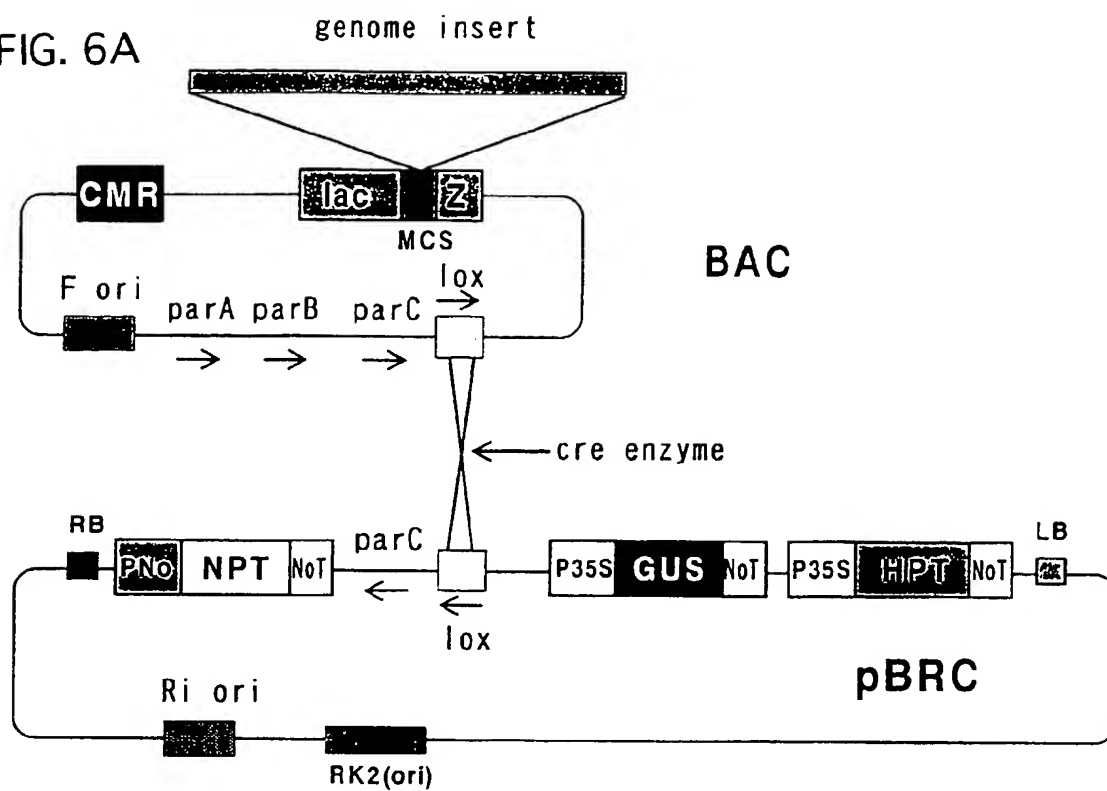 FIG. 6A
genome insert
CMR
lac
Z
MCS
BAC
F ori
parA
parB
parC
lox
cre enzyme
RB
PNo
NPT
NoT
parC
lox
P35S
GUS
NoT
P35S
HPT
NoT
LB
pBRC
Ri ori
RK2(ori)